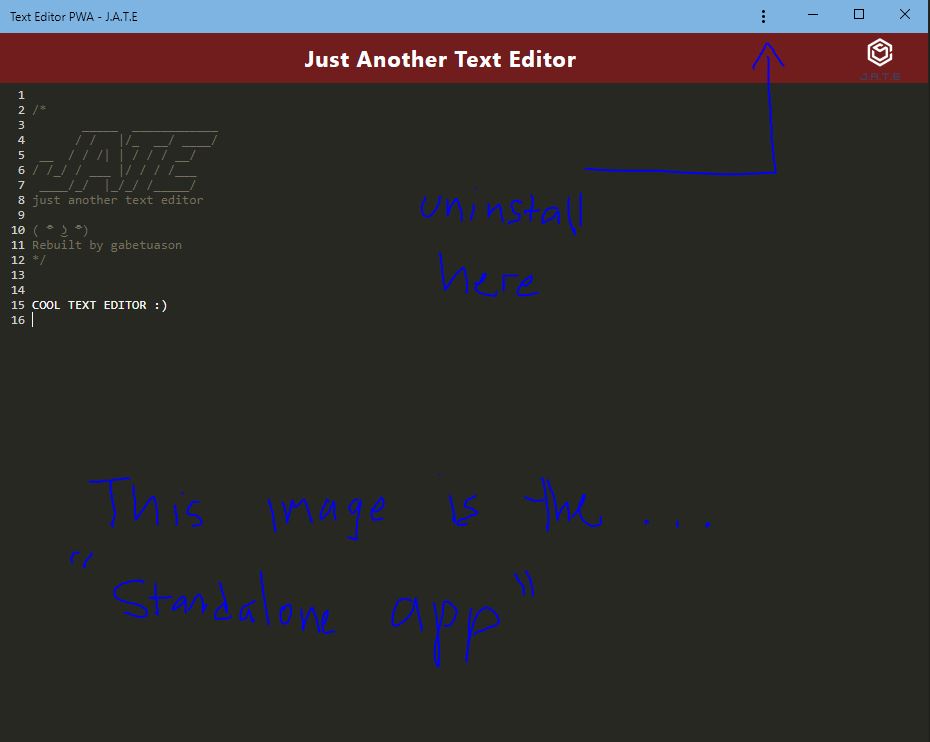 Text Editor PWA - J.A.T.E
Just Another Text Editor
J.A.T.E
1
2 /*
3        _____  ____________
4       / /   |/_  __/ ____/
5  __  / / /| | / / / __/
6 / /_/ / ___ |/ / / /___
7  ____/_/  |_/_/ /_____/
8 just another text editor
9
10 ( ͡° ͜ʖ ͡°)
11 Rebuilt by gabetuason
12 */
13
14
15 COOL TEXT EDITOR :)
16
uninstall
here
This image is the ...
"Standalone app"